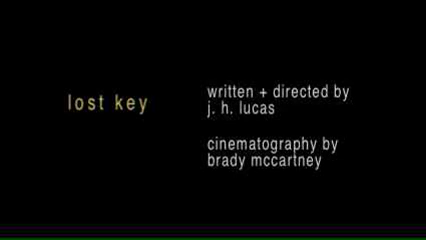 lost key
written + directed by
j. h. lucas
cinematography by
brady mccartney